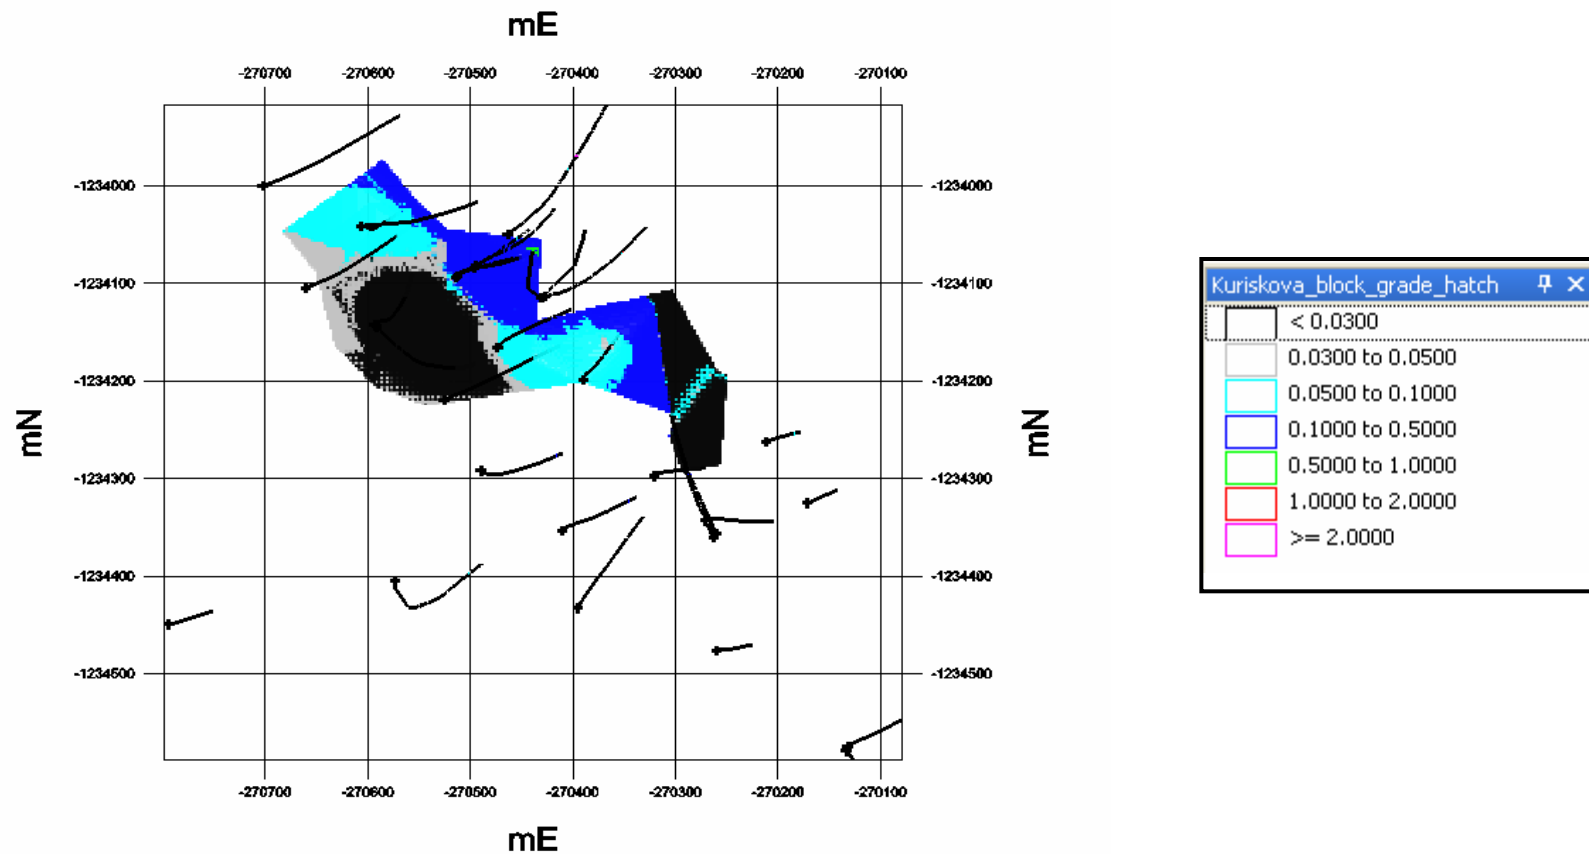 mE
-270700 -270600 -270500 -270400 -270300 -270200 -270100
-1234000 -1234000
-1234100 -1234100
-1234200 -1234200
mN mN
-1234300 -1234300
-1234400 -1234400
-1234500 -1234500
-270700 -270600 -270500 -270400 -270300 -270200 -270100
mE
Kuriskova_block_grade_hatch
< 0.0300
0.0300 to 0.0500
0.0500 to 0.1000
0.1000 to 0.5000
0.5000 to 1.0000
1.0000 to 2.0000
>= 2.0000